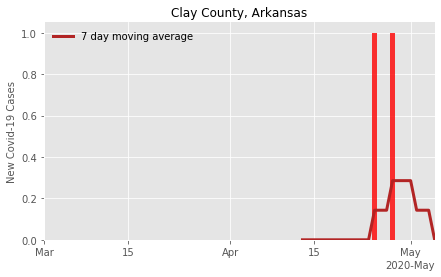 Clay County, Arkansas
7 day moving average
New Covid-19 Cases
1.0
0.8
0.6
0.4
0.2
0.0
Mar
15
Apr
15
May
2020-May